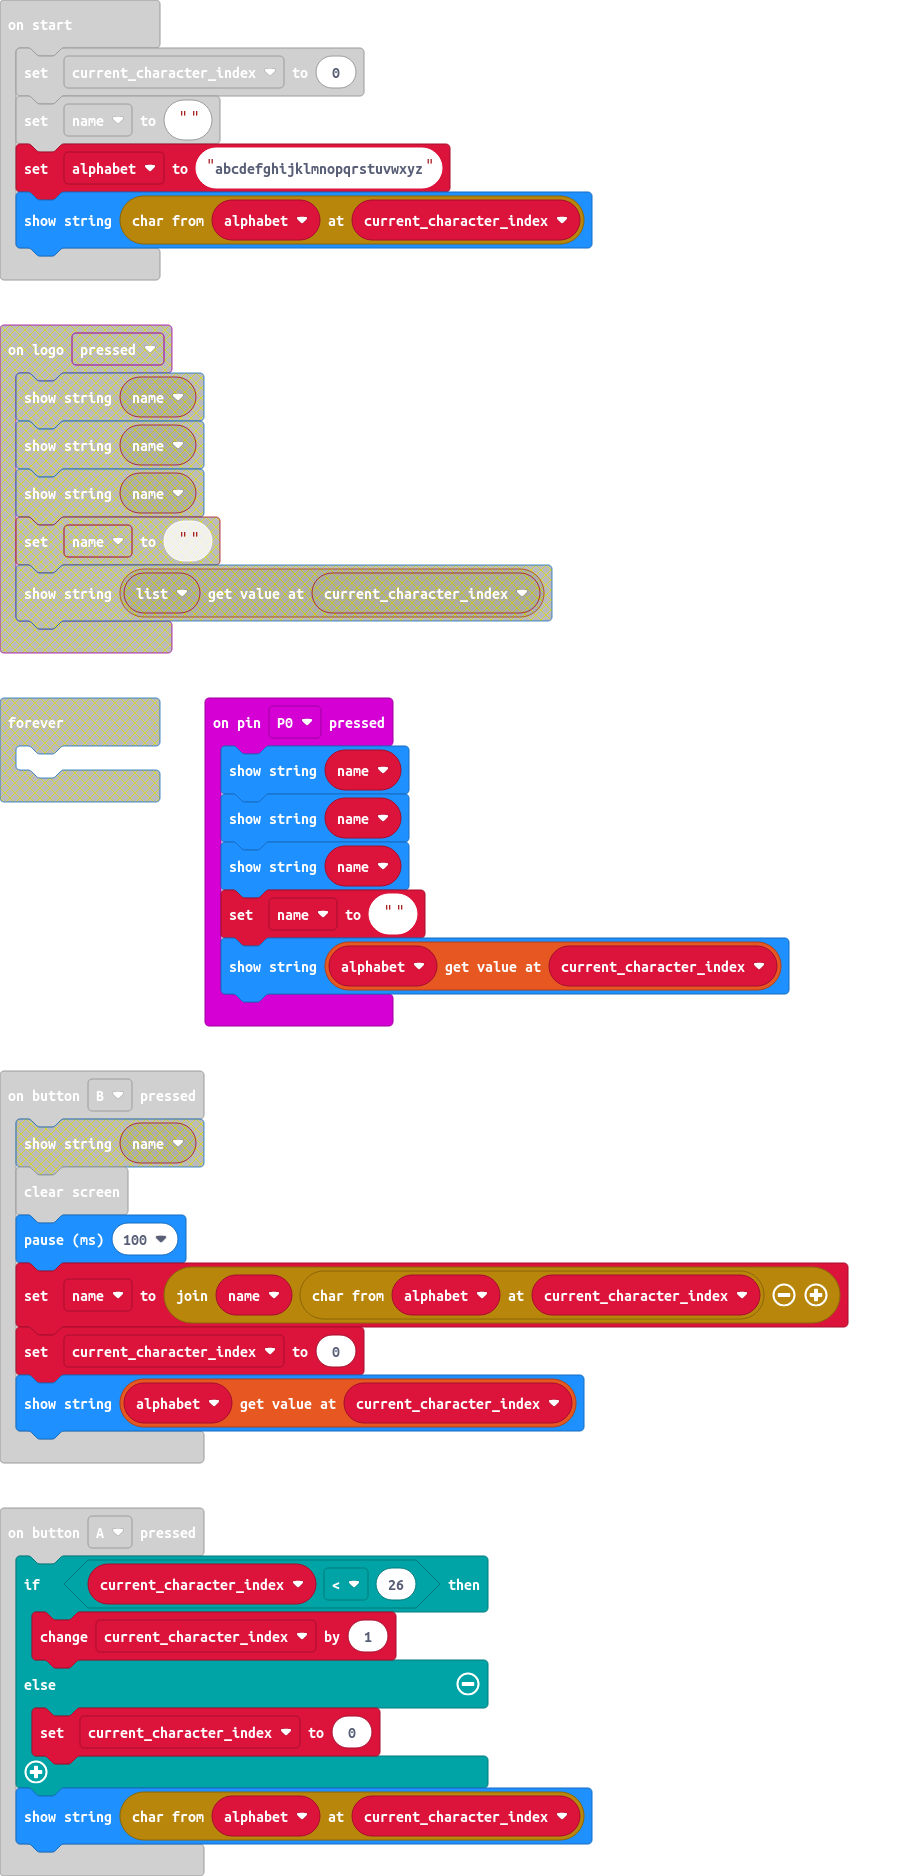 on start
set current_character_index to 0
set name to " "
set alphabet to "abcdefghijklmnopqrstuvwxyz"
show string char from alphabet at current_character_index
on logo pressed
show string name
show string name
show string name
set name to " "
show string list get value at current_character_index
forever
on pin P0 pressed
show string name
show string name
show string name
set name to " "
show string alphabet get value at current_character_index
on button B pressed
show string name
clear screen
pause (ms) 100
set name to join name char from alphabet at current_character_index
set current_character_index to 0
show string alphabet get value at current_character_index
on button A pressed
if current_character_index < 26 then
change current_character_index by 1
else
set current_character_index to 0
show string char from alphabet at current_character_index